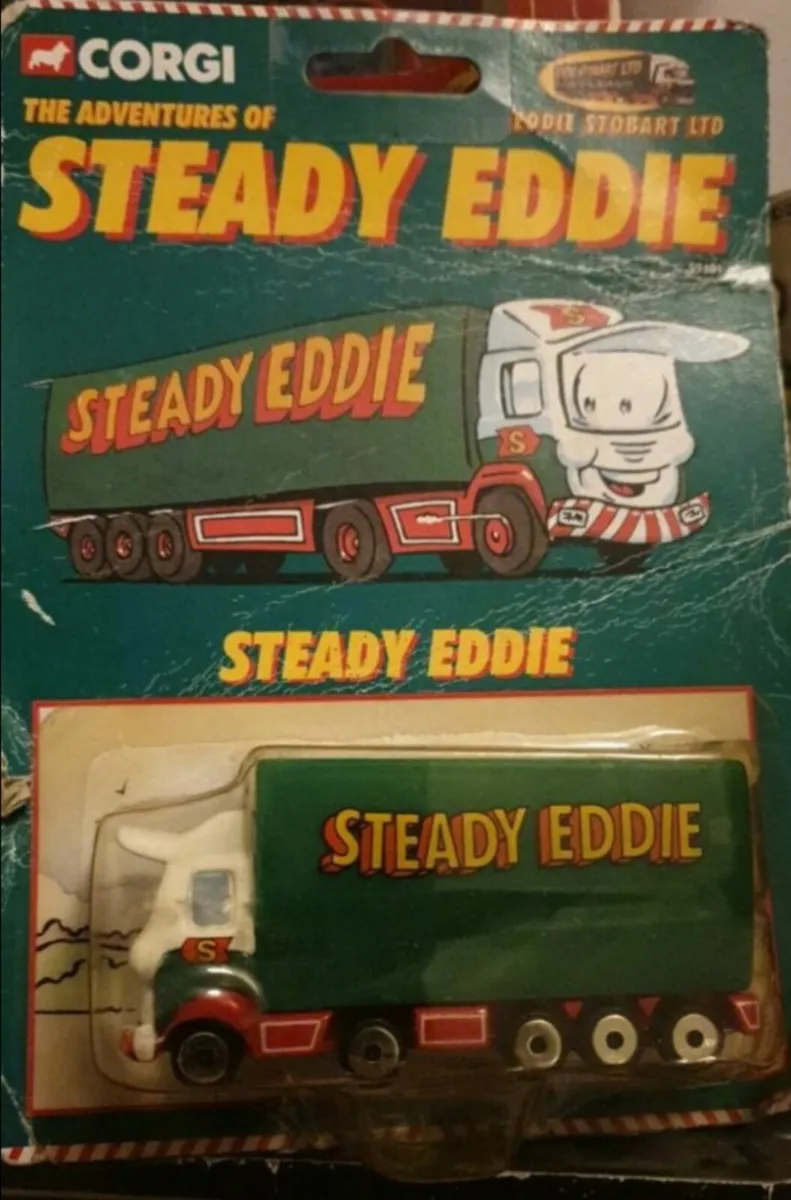 CORGI
THE ADVENTURES OF
EDDIE STOBART LTD
STEADY EDDIE
STEADY EDDIE
S
S
STEADY EDDIE
STEADY EDDIE
S